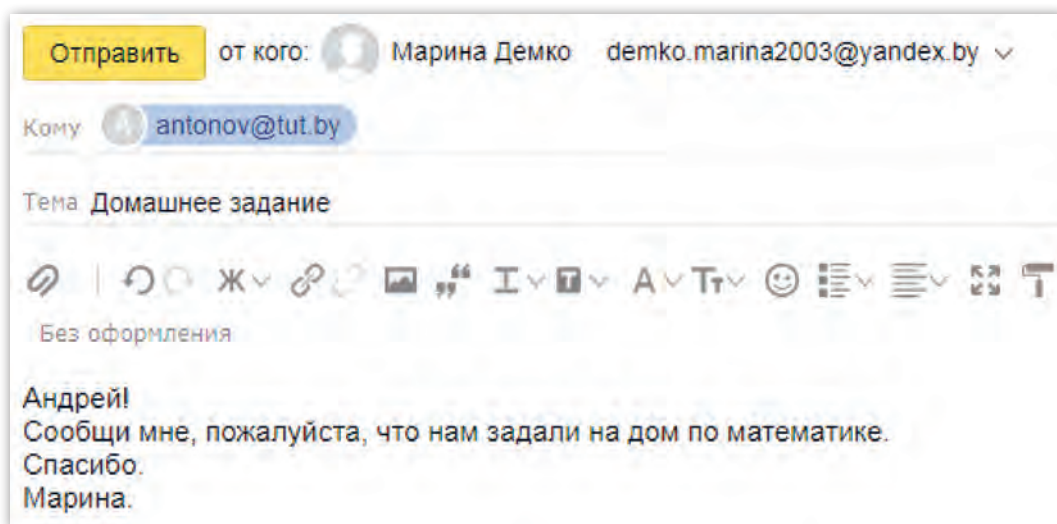 Отправить от кого: Марина Демко demko.marina2003@yandex.by
Кому antonov@tut.by
Тема Домашнее задание
Без оформления
Андрей!
Сообщи мне, пожалуйста, что нам задали на дом по математике.
Спасибо.
Марина.